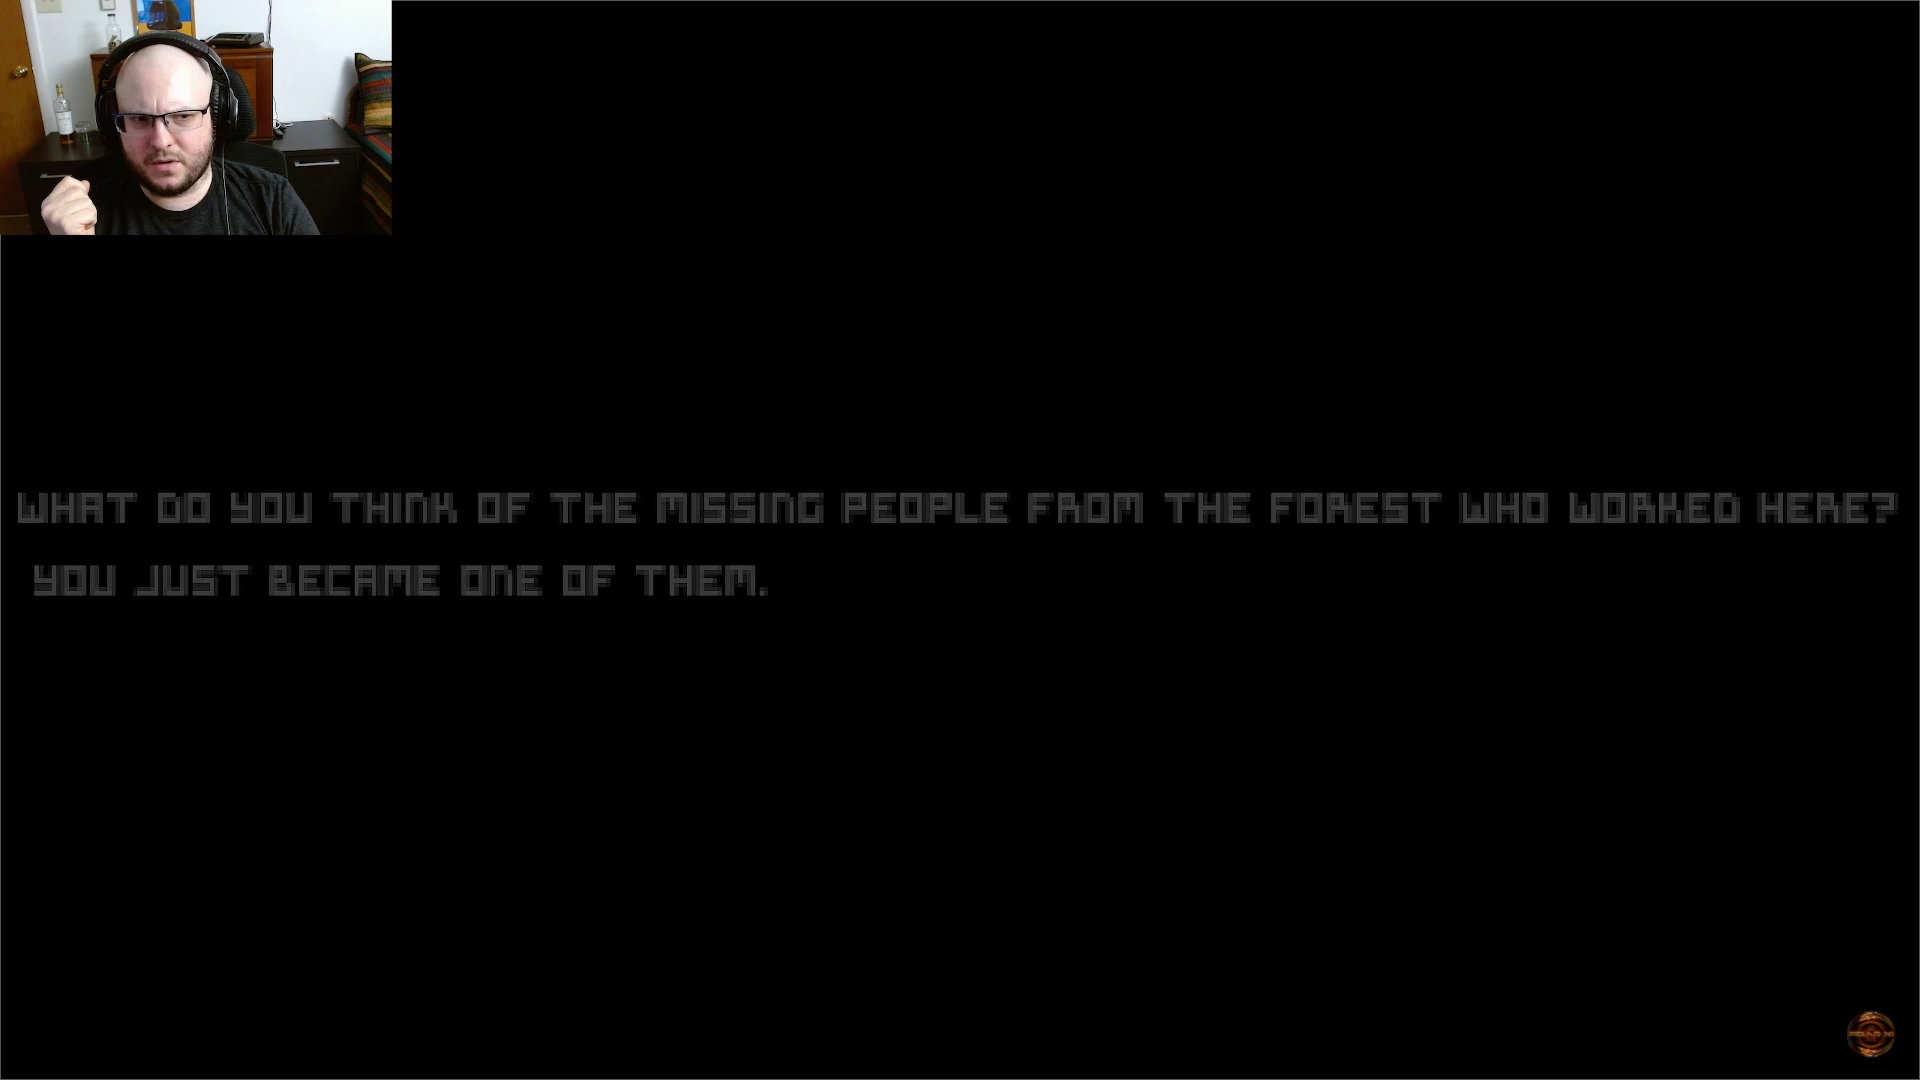 WHAT DO YOU THINK OF THE MISSING PEOPLE FROM THE FOREST WHO WORKED HERE?
YOU JUST BECAME ONE OF THEM.